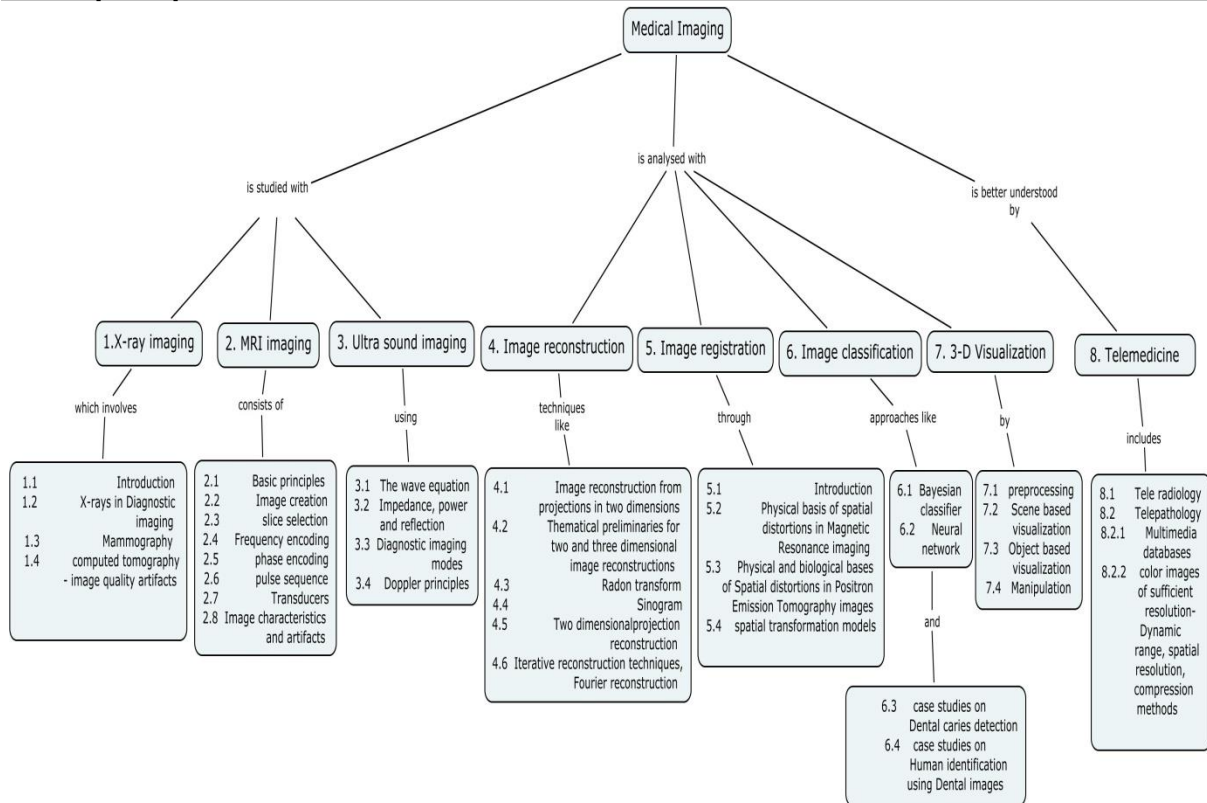 Medical Imaging
is studied with
is analysed with
is better understood
by
1.X-ray imaging
2. MRI imaging
3. Ultra sound imaging
4. Image reconstruction
5. Image registration
6. Image classification
7. 3-D Visualization
8. Telemedicine
which involves
consists of
using
techniques
like
through
approaches like
by
includes
1.1 Introduction
1.2 X-rays in Diagnostic
imaging
1.3 Mammography
1.4 computed tomography
- image quality artifacts
2.1 Basic principles
2.2 Image creation
2.3 slice selection
2.4 Frequency encoding
2.5 phase encoding
2.6 pulse sequence
2.7 Transducers
2.8 Image characteristics
and artifacts
3.1 The wave equation
3.2 Impedance, power
and reflection
3.3 Diagnostic imaging
modes
3.4 Doppler principles
4.1 Image reconstruction from
projections in two dimensions
4.2 Thematical preliminaries for
two and three dimensional
image reconstructions
4.3 Radon transform
4.4 Sinogram
4.5 Two dimensionalprojection
reconstruction
4.6 Iterative reconstruction techniques,
Fourier reconstruction
5.1 Introduction
5.2 Physical basis of spatial
distortions in Magnetic
Resonance imaging
5.3 Physical and biological bases
of Spatial distortions in Positron
Emission Tomography images
5.4 spatial transformation models
6.1 Bayesian
classifier
6.2 Neural
network
and
6.3 case studies on
Dental caries detection
6.4 case studies on
Human identification
using Dental images
7.1 preprocessing
7.2 Scene based
visualization
7.3 Object based
visualization
7.4 Manipulation
8.1 Tele radiology
8.2 Telepathology
8.2.1 Multimedia
databases
8.2.2 color images
of sufficient
resolution-
Dynamic
range, spatial
resolution,
compression
methods